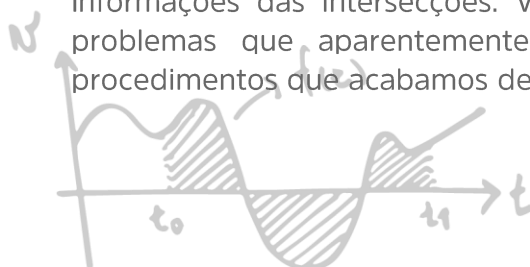 informações das intersecções. V
problemas que aparentemente
procedimentos que acabamos de
v
f(x)
t
t₀
t₁